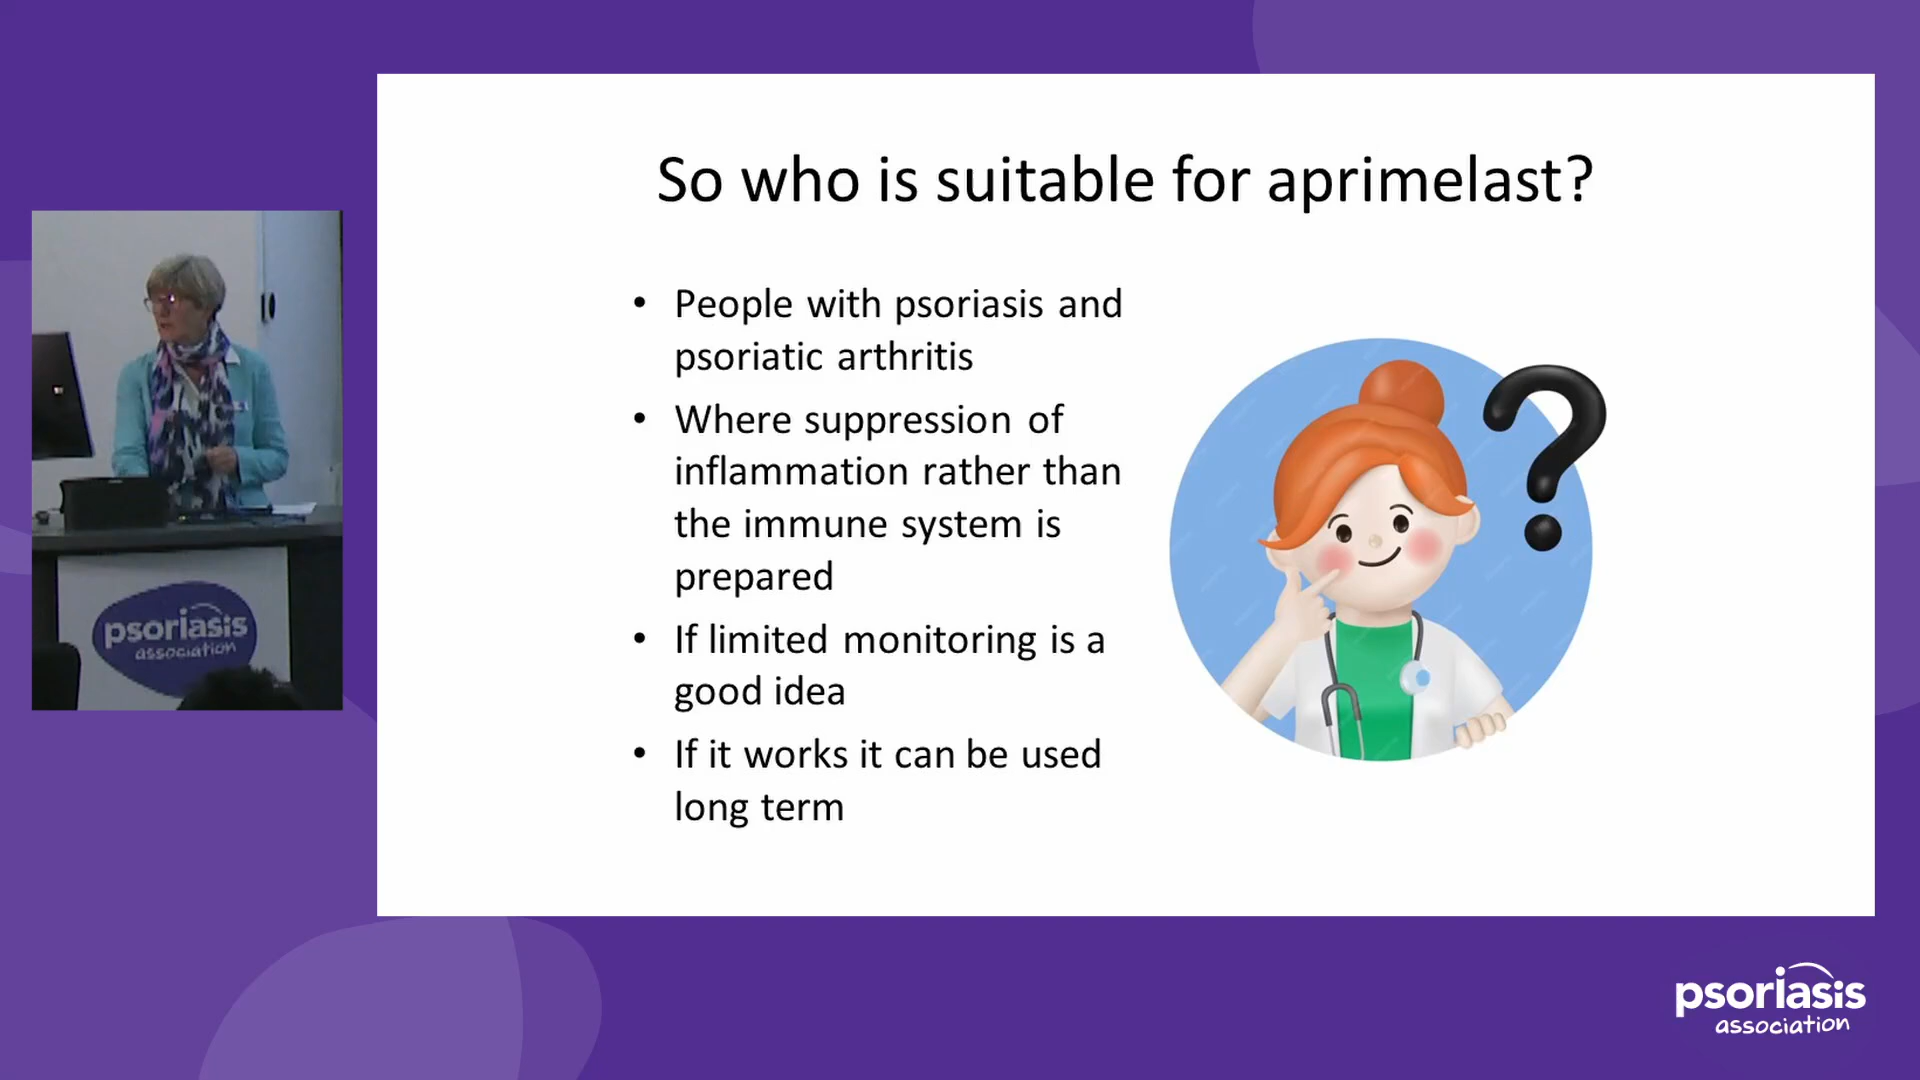 So who is suitable for aprimelast?
• People with psoriasis and
psoriatic arthritis
• Where suppression of
inflammation rather than
the immune system is
prepared
• If limited monitoring is a
good idea
• If it works it can be used
long term
psoriasis
association
psoriasis
association